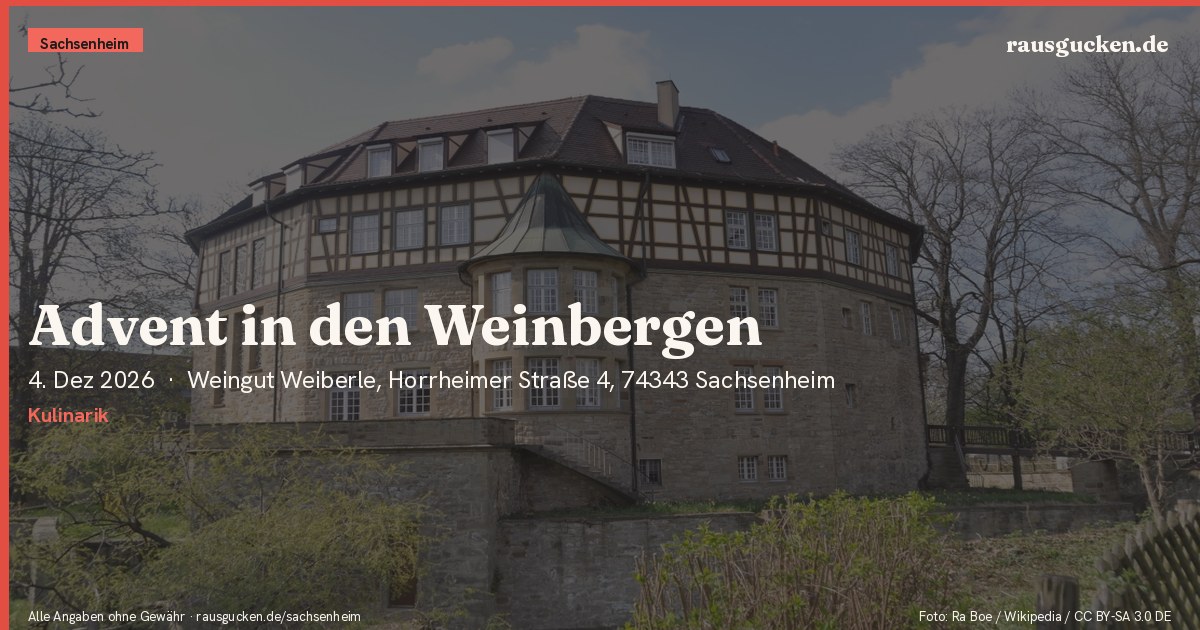 Sachsenheim
rausgucken.de
Advent in den Weinbergen
4. Dez 2026 · Weingut Weiberle, Horrheimer Straße 4, 74343 Sachsenheim
Kulinarik
Alle Angaben ohne Gewähr · rausgucken.de/sachsenheim
Foto: Ra Boe / Wikipedia / CC BY-SA 3.0 DE